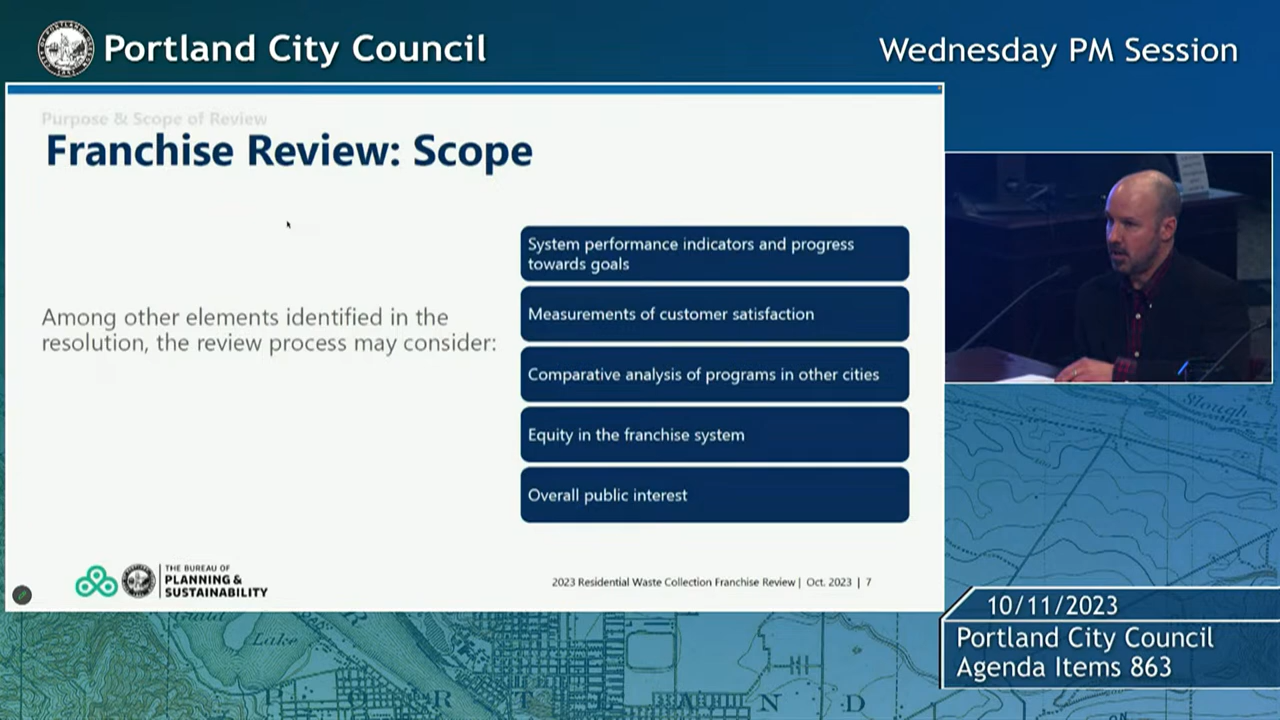 Portland City Council
Wednesday PM Session
Purpose & Scope of Review
Franchise Review: Scope
Among other elements identified in the
resolution, the review process may consider:
System performance indicators and progress
towards goals
Measurements of customer satisfaction
Comparative analysis of programs in other cities
Equity in the franchise system
Overall public interest
THE BUREAU OF
PLANNING &
SUSTAINABILITY
2023 Residential Waste Collection Franchise Review | Oct. 2023 | 7
Slough
10/11/2023
Portland City Council
Agenda Items 863
Guild
Lake